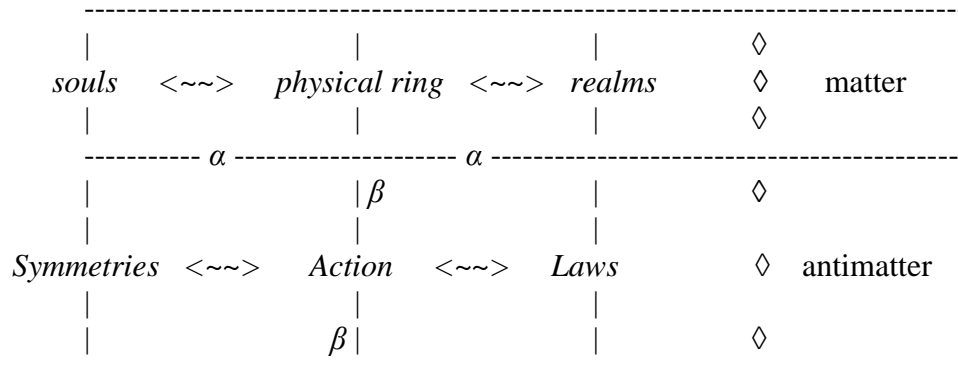 --------------------------------------------------------------------------------
| | | ◊
souls <~~> physical ring <~~> realms ◊ matter
| | | ◊
----------- α --------------------- α --------------------------------------------
| |β | ◊
| | |
Symmetries <~~> Action <~~> Laws ◊ antimatter
| | |
| β| | ◊